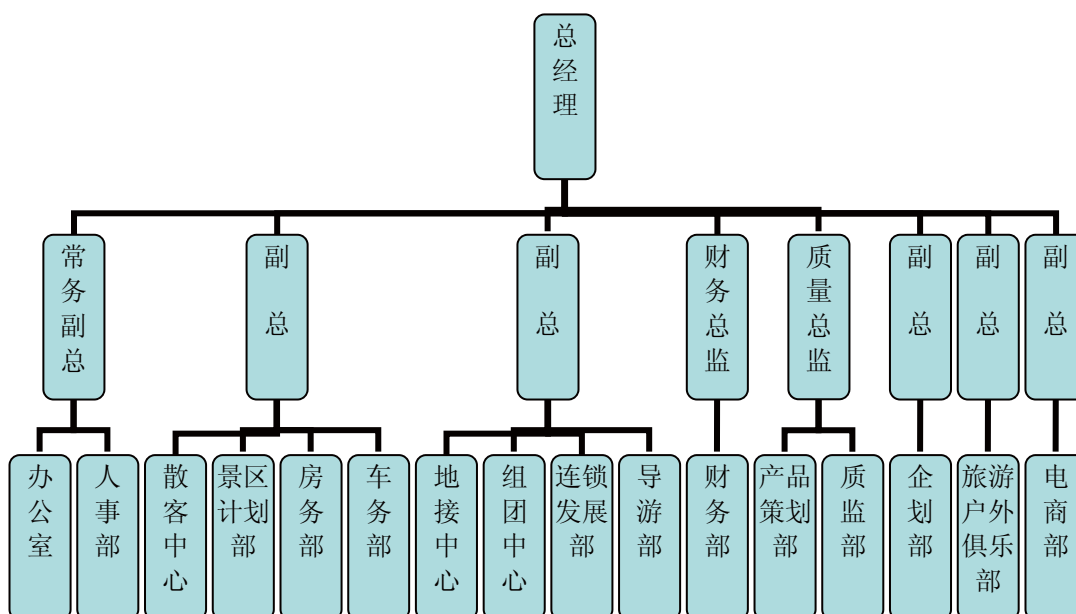 总经理
常务副总
副总
副总
财务总监
质量总监
副总
副总
副总
办公室
人事部
散客中心
景区计划部
房务部
车务部
地接中心
组团中心
连锁发展部
导游部
财务部
产品策划部
质监部
企划部
旅游户外俱乐部
电商部